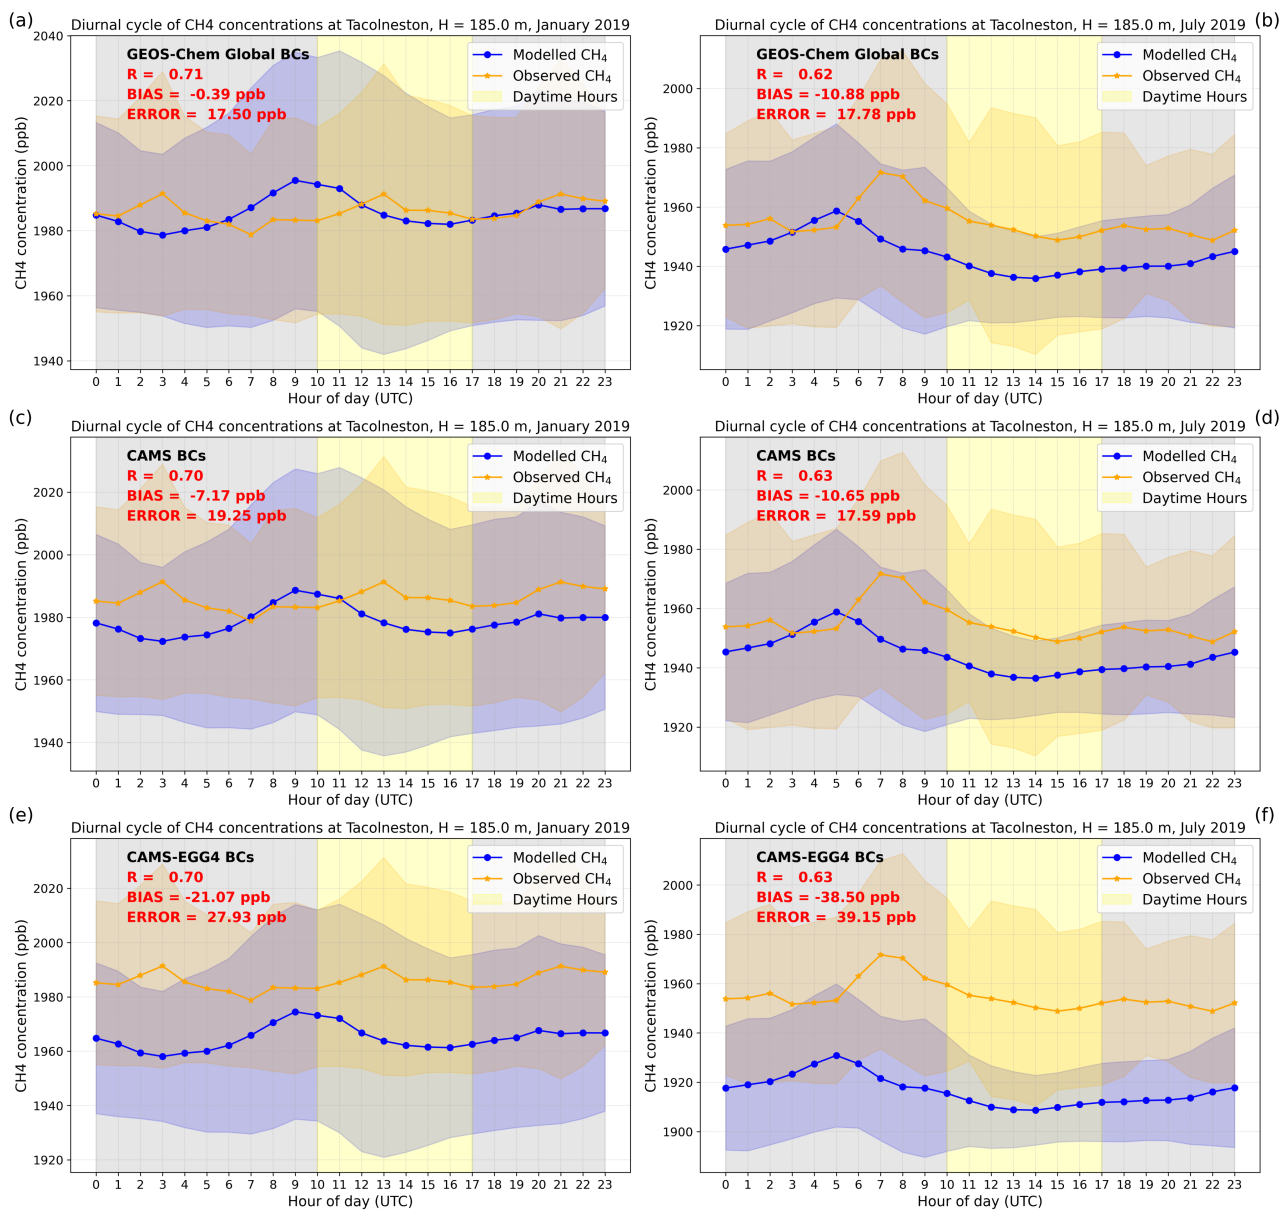 (a)
Diurnal cycle of CH4 concentrations at Tacolneston, H = 185.0 m, January 2019
GEOS-Chem Global BCs
R = 0.71
BIAS = -0.39 ppb
ERROR = 17.50 ppb
Modelled CH₄
Observed CH₄
Daytime Hours
CH4 concentration (ppb)
2040
2020
2000
1980
1960
1940
0 1 2 3 4 5 6 7 8 9 10 11 12 13 14 15 16 17 18 19 20 21 22 23
Hour of day (UTC)
(b)
Diurnal cycle of CH4 concentrations at Tacolneston, H = 185.0 m, July 2019
GEOS-Chem Global BCs
R = 0.62
BIAS = -10.88 ppb
ERROR = 17.78 ppb
Modelled CH₄
Observed CH₄
Daytime Hours
CH4 concentration (ppb)
2000
1980
1960
1940
1920
0 1 2 3 4 5 6 7 8 9 10 11 12 13 14 15 16 17 18 19 20 21 22 23
Hour of day (UTC)
(c)
Diurnal cycle of CH4 concentrations at Tacolneston, H = 185.0 m, January 2019
CAMS BCs
R = 0.70
BIAS = -7.17 ppb
ERROR = 19.25 ppb
Modelled CH₄
Observed CH₄
Daytime Hours
CH4 concentration (ppb)
2020
2000
1980
1960
1940
0 1 2 3 4 5 6 7 8 9 10 11 12 13 14 15 16 17 18 19 20 21 22 23
Hour of day (UTC)
(d)
Diurnal cycle of CH4 concentrations at Tacolneston, H = 185.0 m, July 2019
CAMS BCs
R = 0.63
BIAS = -10.65 ppb
ERROR = 17.59 ppb
Modelled CH₄
Observed CH₄
Daytime Hours
CH4 concentration (ppb)
2000
1980
1960
1940
1920
0 1 2 3 4 5 6 7 8 9 10 11 12 13 14 15 16 17 18 19 20 21 22 23
Hour of day (UTC)
(e)
Diurnal cycle of CH4 concentrations at Tacolneston, H = 185.0 m, January 2019
CAMS-EGG4 BCs
R = 0.70
BIAS = -21.07 ppb
ERROR = 27.93 ppb
Modelled CH₄
Observed CH₄
Daytime Hours
CH4 concentration (ppb)
2020
2000
1980
1960
1940
1920
0 1 2 3 4 5 6 7 8 9 10 11 12 13 14 15 16 17 18 19 20 21 22 23
Hour of day (UTC)
(f)
Diurnal cycle of CH4 concentrations at Tacolneston, H = 185.0 m, July 2019
CAMS-EGG4 BCs
R = 0.63
BIAS = -38.50 ppb
ERROR = 39.15 ppb
Modelled CH₄
Observed CH₄
Daytime Hours
CH4 concentration (ppb)
2000
1980
1960
1940
1920
1900
0 1 2 3 4 5 6 7 8 9 10 11 12 13 14 15 16 17 18 19 20 21 22 23
Hour of day (UTC)